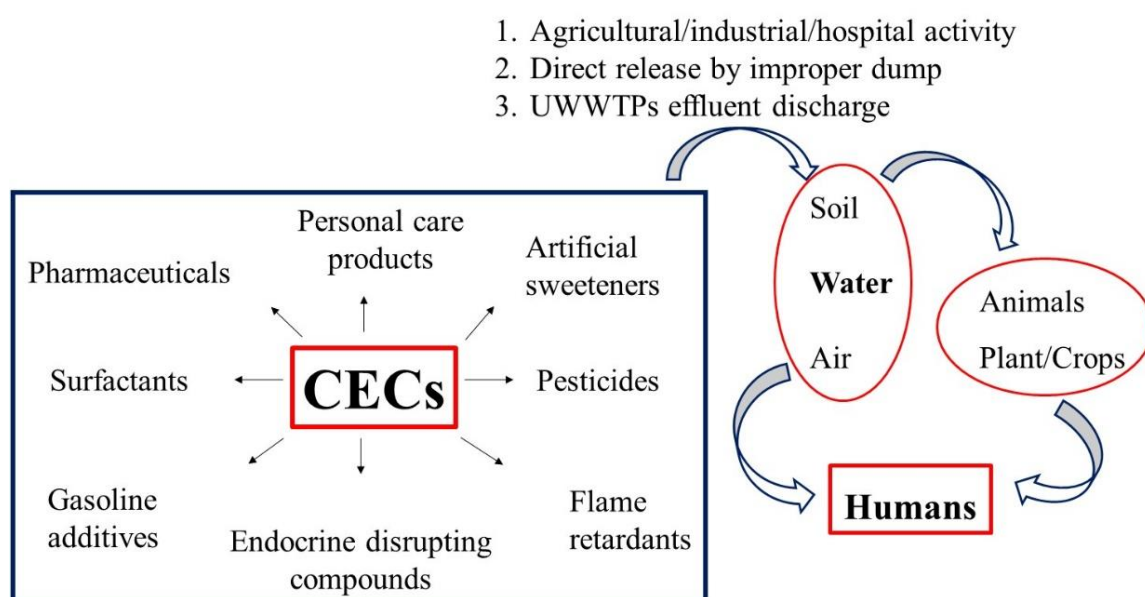 1. Agricultural/industrial/hospital activity
2. Direct release by improper dump
3. UWWTPs effluent discharge
Pharmaceuticals
Personal care
products
Artificial
sweeteners
Surfactants
CECs
Pesticides
Gasoline
additives
Endocrine disrupting
compounds
Flame
retardants
Soil
Water
Air
Animals
Plant/Crops
Humans